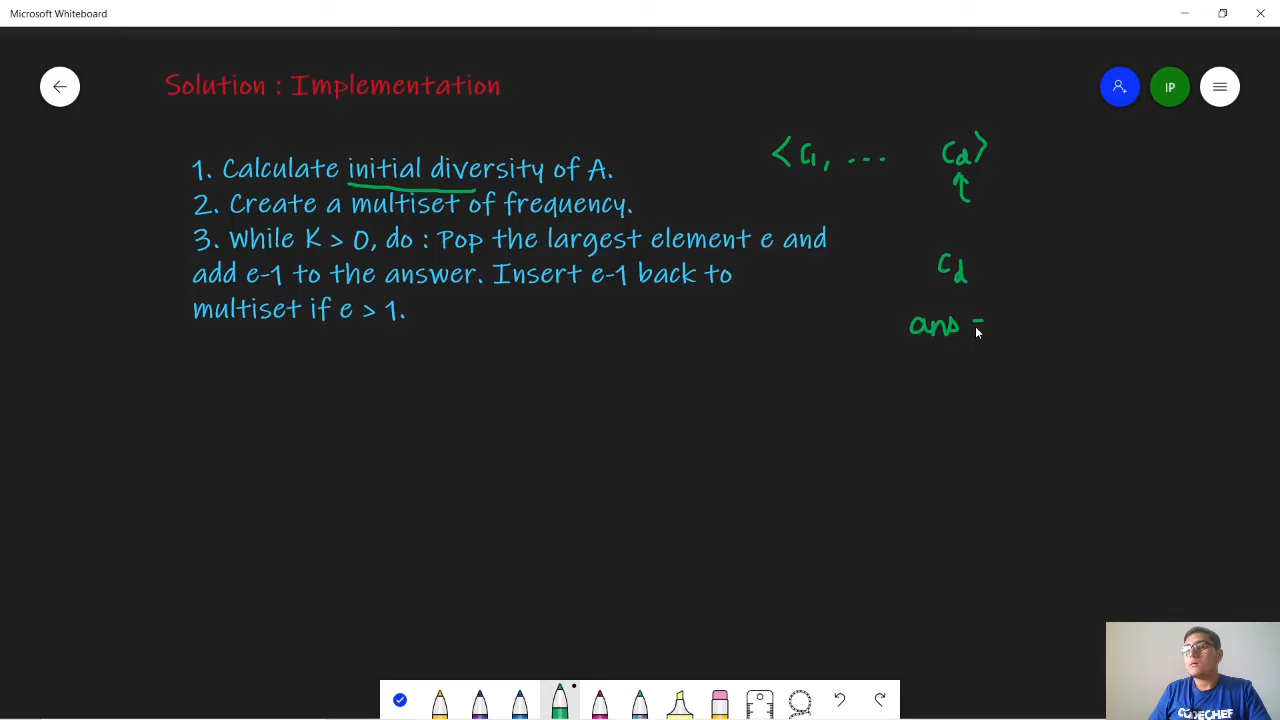 Microsoft Whiteboard
Solution : Implementation
IP
1. Calculate initial diversity of A.
2. Create a multiset of frequency.
3. While K > 0, do : Pop the largest element e and
add e-1 to the answer. Insert e-1 back to
multiset if e > 1.
<c1, ... cd>
cd
ans -
CODECHEF